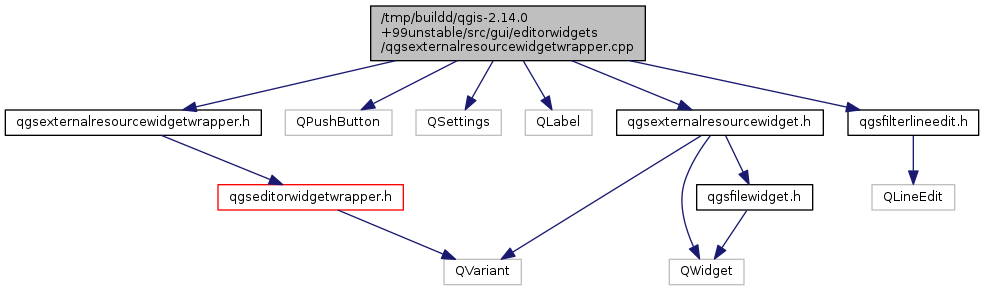 /tmp/buildd/qgis-2.14.0
+99unstable/src/gui/editorwidgets
/qgsexternalresourcewidgetwrapper.cpp
qgsexternalresourcewidgetwrapper.h
QPushButton
QSettings
QLabel
qgsexternalresourcewidget.h
qgsfilterlineedit.h
qgseditorwidgetwrapper.h
qgsfilewidget.h
QLineEdit
QVariant
QWidget